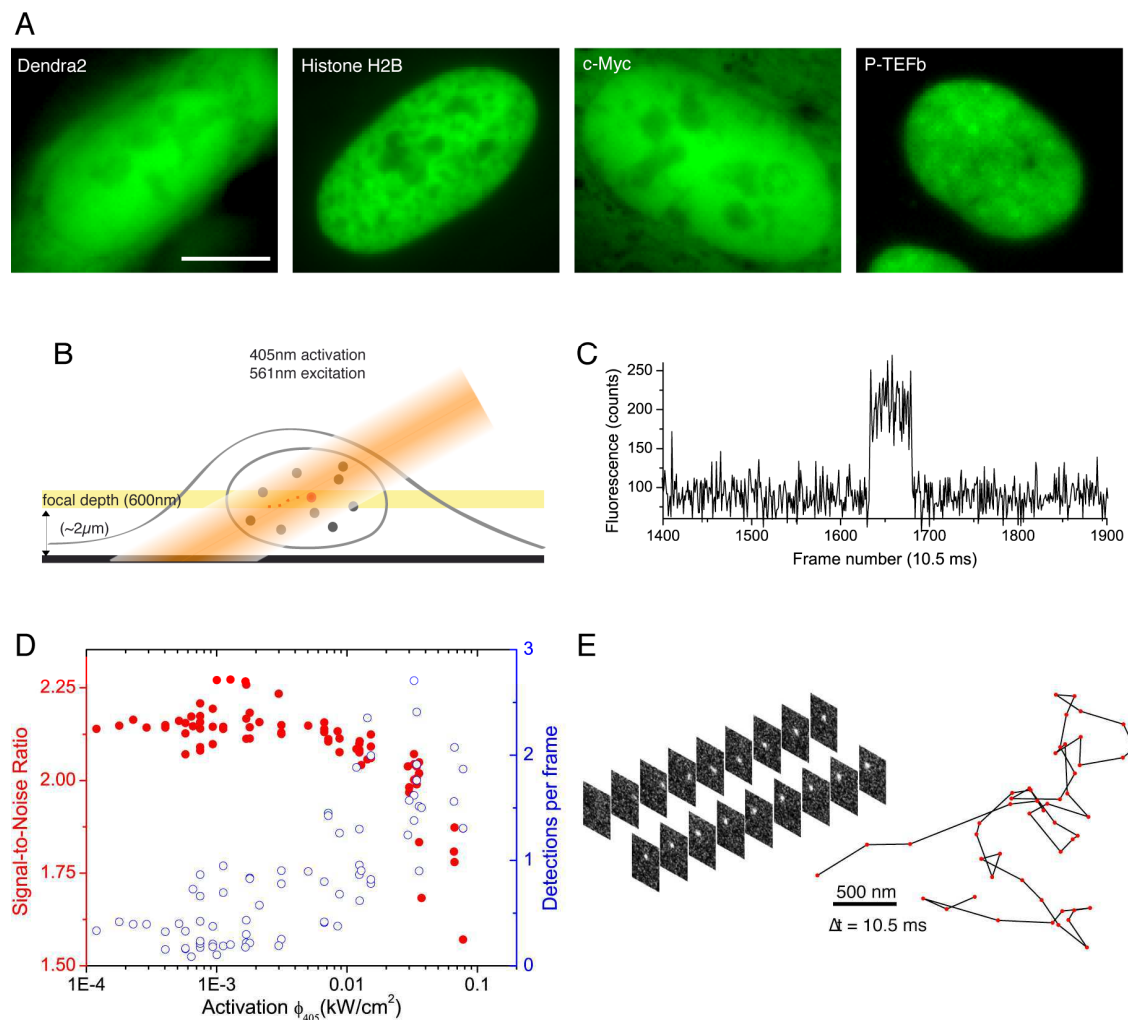 A
Dendra2
Histone H2B
c-Myc
P-TEFb
B
405nm activation
561nm excitation
focal depth (600nm)
(~2µm)
C
Fluorescence (counts)
250
200
150
100
1400
1500
1600
1700
1800
1900
Frame number (10.5 ms)
D
Signal-to-Noise Ratio
2.25
2.00
1.75
1.50
3
2
1
0
Detections per frame
1E-4
1E-3
0.01
0.1
Activation ϕ405(kW/cm²)
E
500 nm
Δt = 10.5 ms